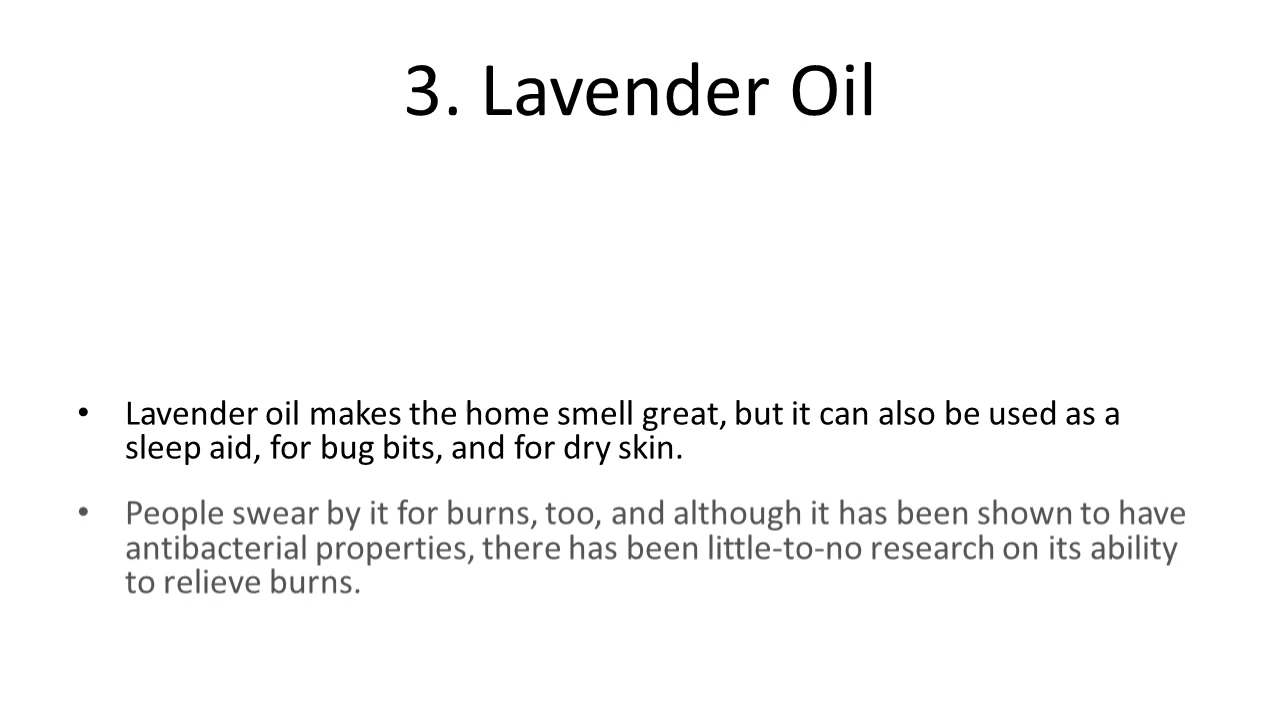 3. Lavender Oil
• Lavender oil makes the home smell great, but it can also be used as a
sleep aid, for bug bits, and for dry skin.
• People swear by it for burns, too, and although it has been shown to have
antibacterial properties, there has been little-to-no research on its ability
to relieve burns.